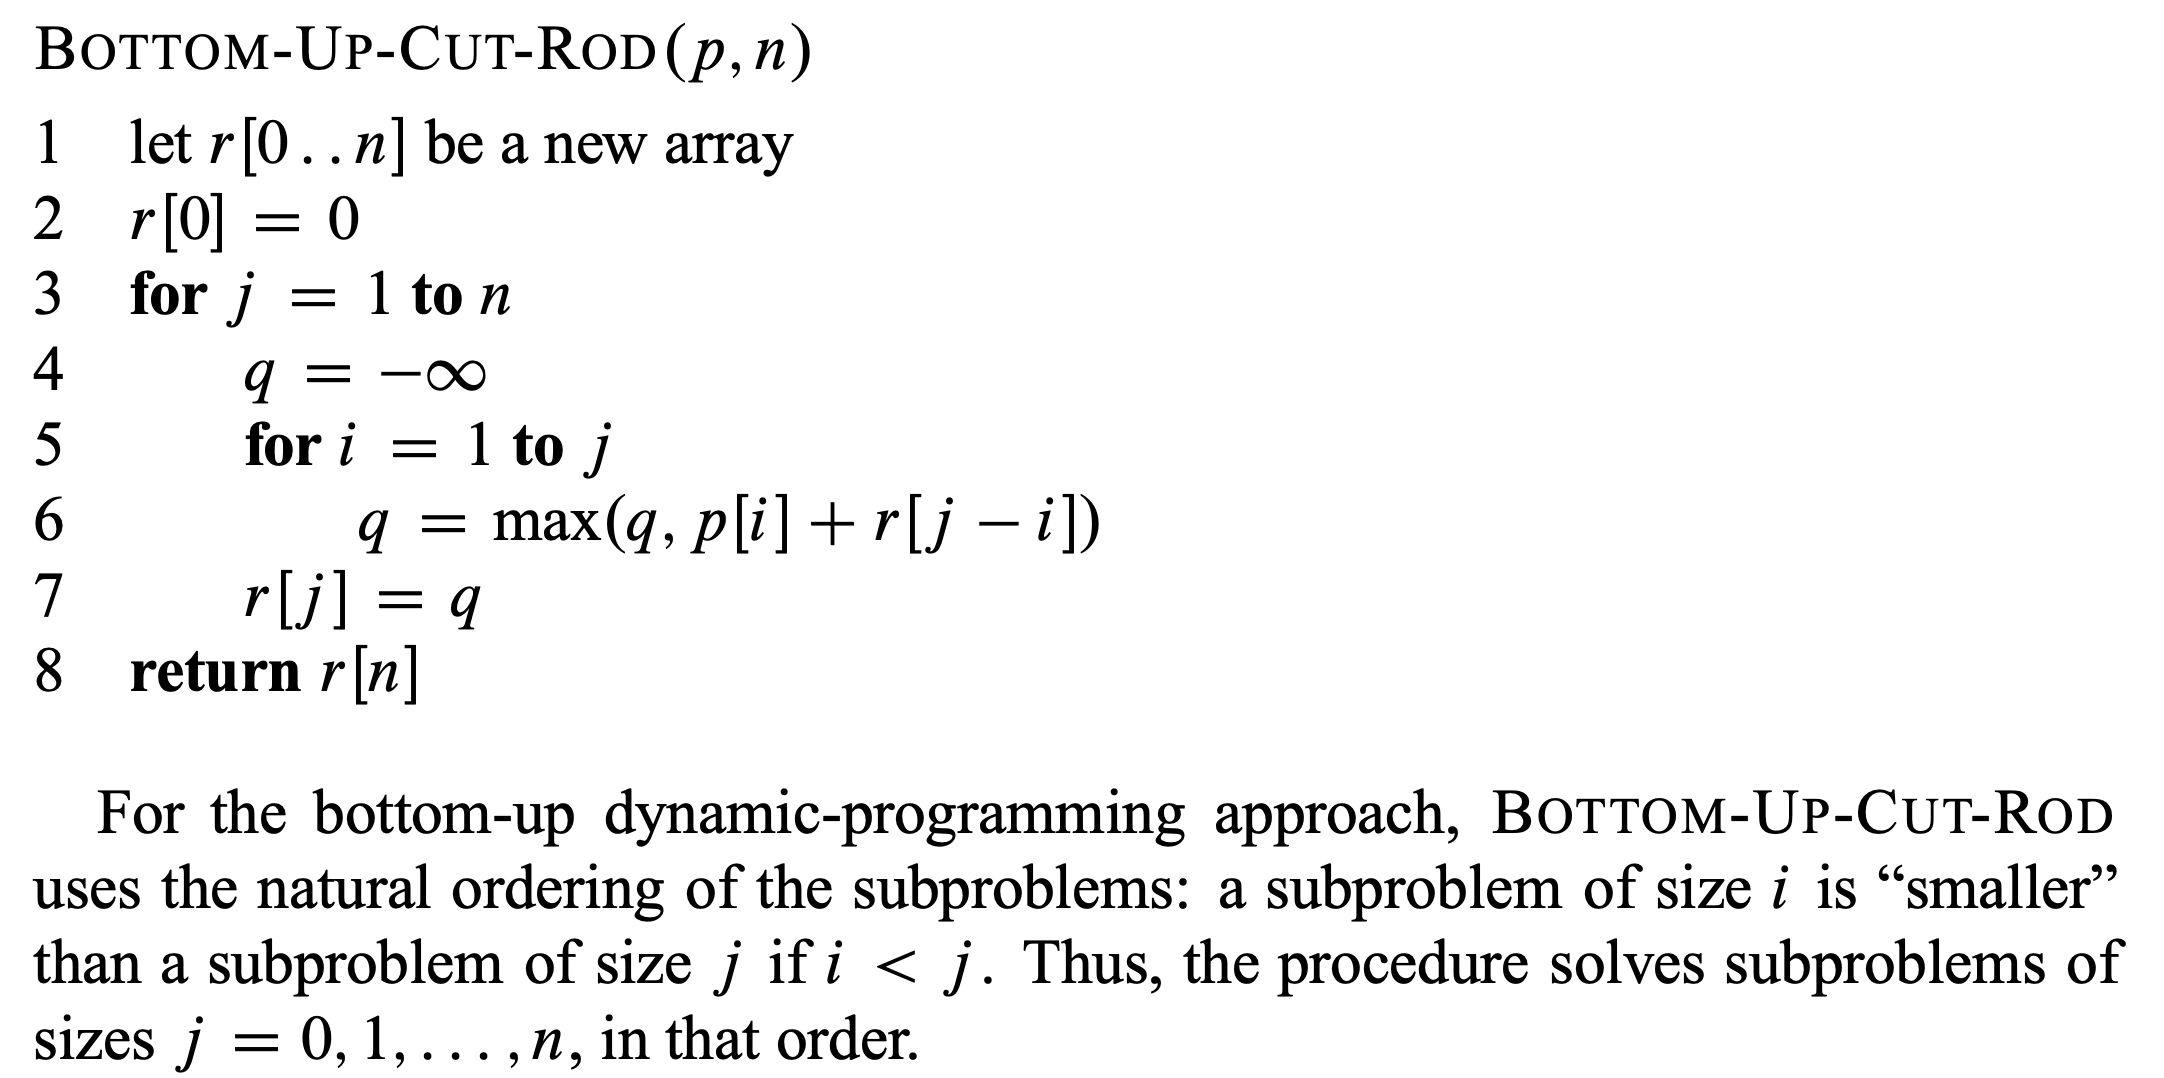 BOTTOM-UP-CUT-ROD(p, n)
1 let r[0 . . n] be a new array
2 r[0] = 0
3 for j = 1 to n
4 q = −∞
5 for i = 1 to j
6 q = max(q, p[i] + r[j − i])
7 r[j] = q
8 return r[n]
For the bottom-up dynamic-programming approach, BOTTOM-UP-CUT-ROD
uses the natural ordering of the subproblems: a subproblem of size i is “smaller”
than a subproblem of size j if i < j. Thus, the procedure solves subproblems of
sizes j = 0, 1, . . . , n, in that order.